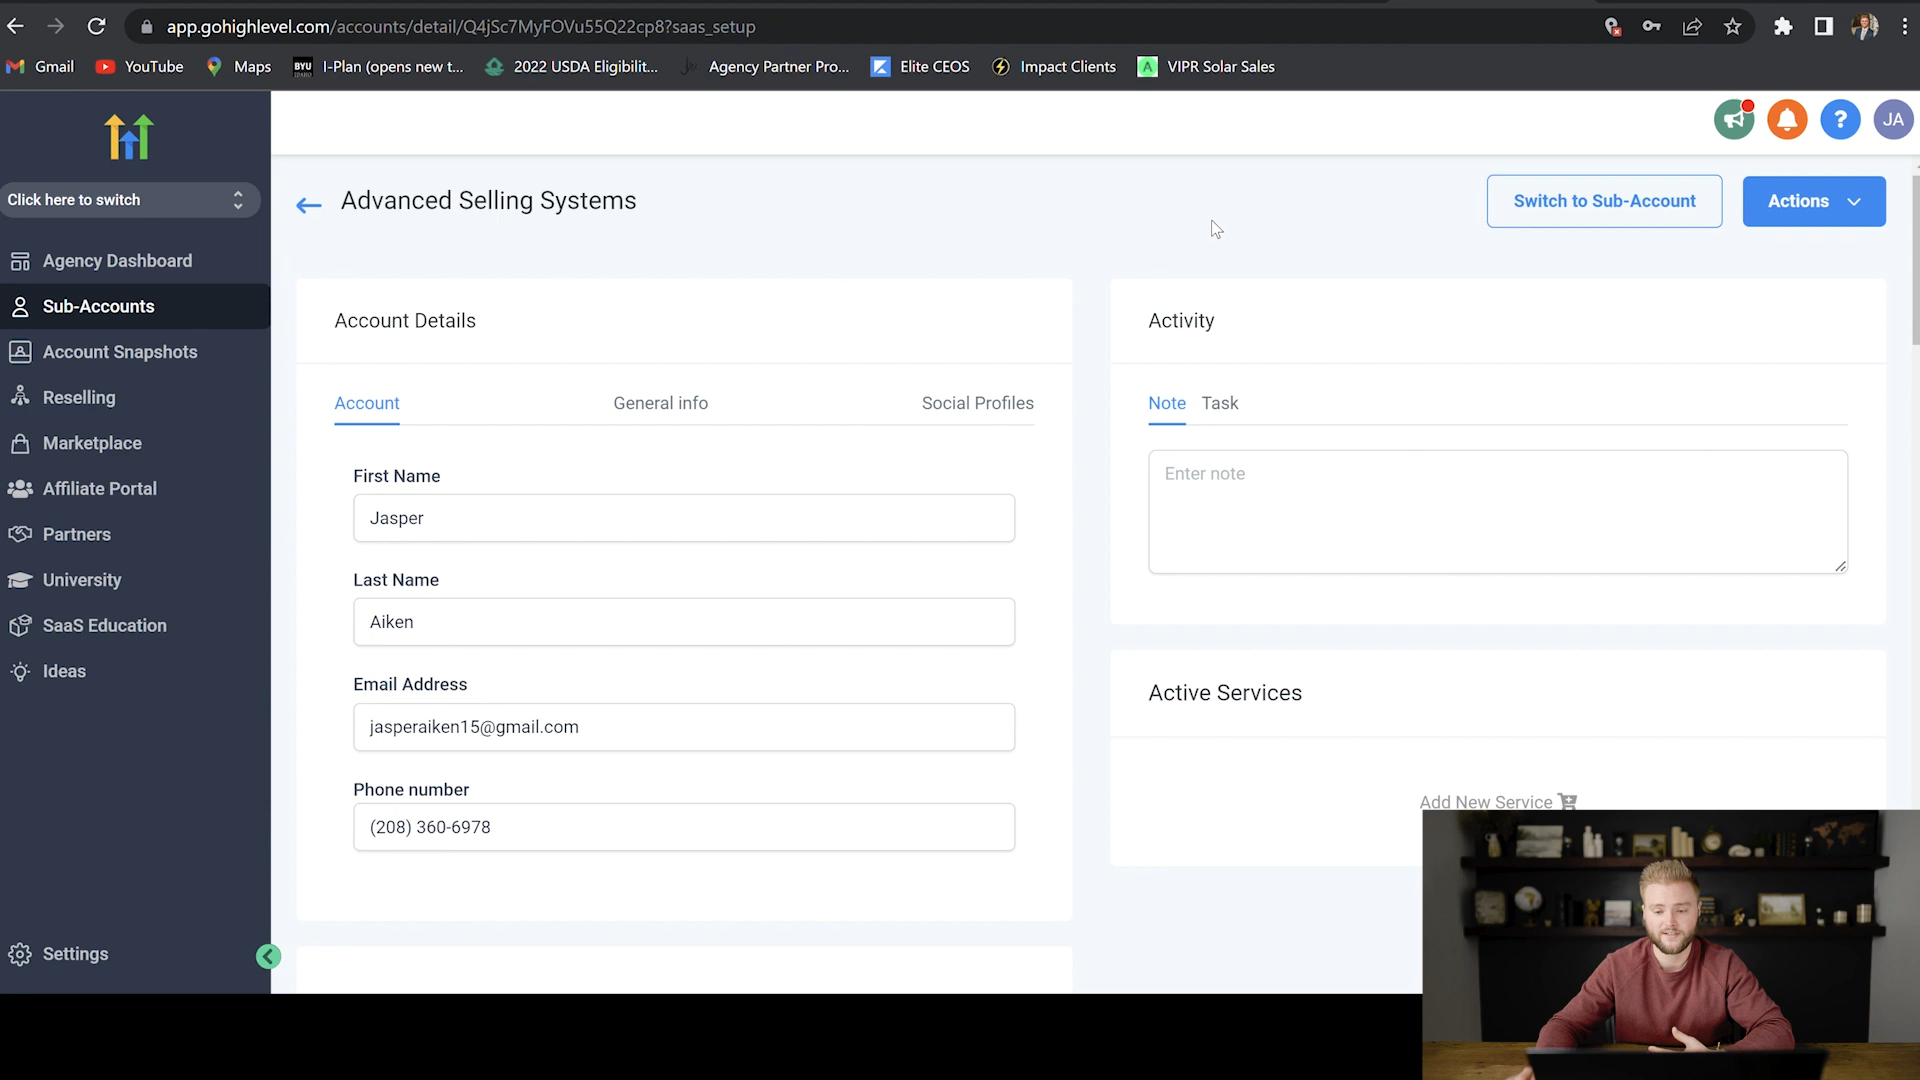 app.gohighlevel.com/accounts/detail/Q4jSc7MyFOVu55Q22cp8?saas_setup
Gmail
YouTube
Maps
BYU
IDAHO
I-Plan (opens new t...
2022 USDA Eligibilit...
Agency Partner Pro...
Elite CEOS
Impact Clients
VIPR Solar Sales
JA
Click here to switch
Agency Dashboard
Sub-Accounts
Account Snapshots
Reselling
Marketplace
Affiliate Portal
Partners
University
SaaS Education
Ideas
Settings
Advanced Selling Systems
Switch to Sub-Account
Actions
Account Details
Account
General info
Social Profiles
First Name
Jasper
Last Name
Aiken
Email Address
jasperaiken15@gmail.com
Phone number
(208) 360-6978
Activity
Note
Task
Enter note
Active Services
Add New Service